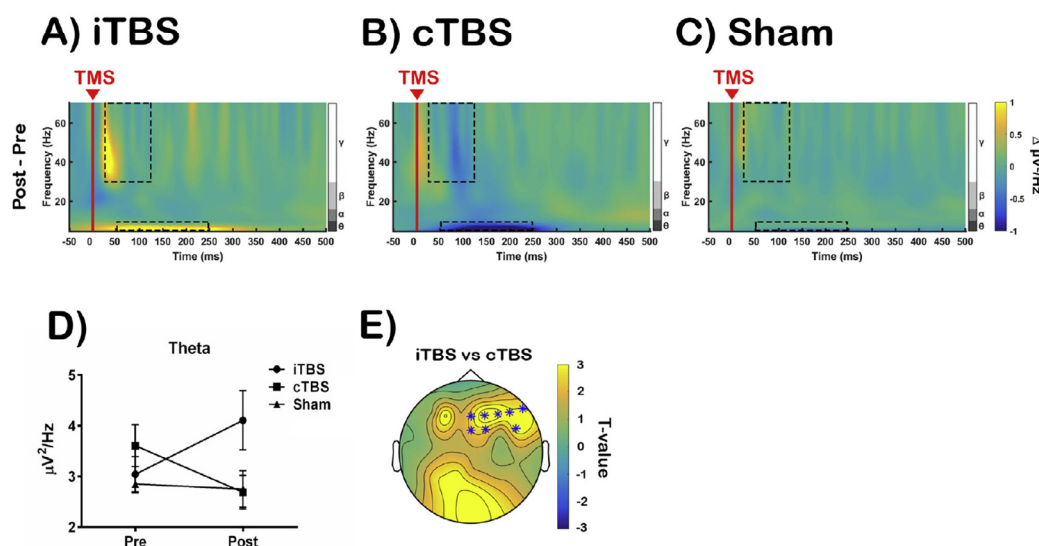 A) iTBS
B) cTBS
C) Sham
TMS
TMS
TMS
Post - Pre
Frequency (Hz)
60
40
20
-50 0 50 100 150 200 250 300 350 400 450 500
Time (ms)
γ
β
α
θ
Frequency (Hz)
60
40
20
-50 0 50 100 150 200 250 300 350 400 450 500
Time (ms)
γ
β
α
θ
Frequency (Hz)
60
40
20
-50 0 50 100 150 200 250 300 350 400 450 500
Time (ms)
γ
β
α
θ
1
0.5
0
-0.5
-1
Δ μv²/hz
D)
Theta
iTBS
cTBS
Sham
μV²/Hz
5
4
3
2
Pre Post
E)
iTBS vs cTBS
3
2
1
0
-1
-2
-3
T-value